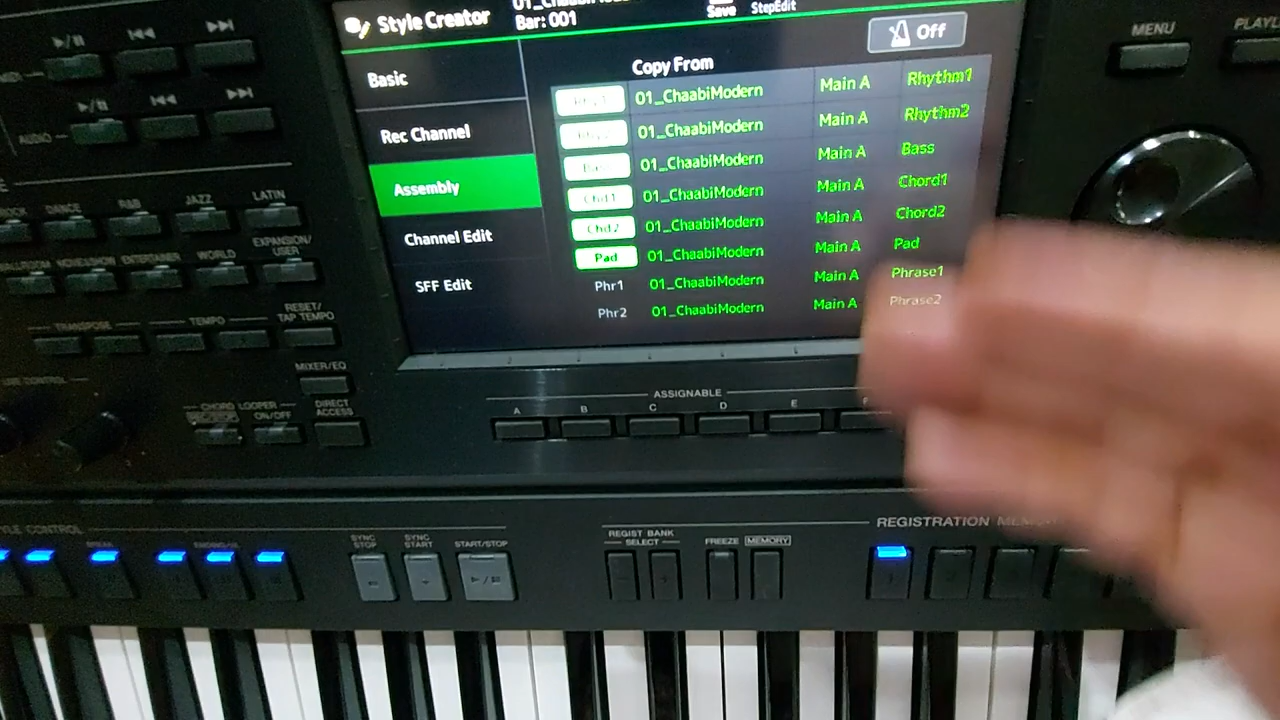 Style Creator
Bar: 001
Save
StepEdit
Off
Basic
Rec Channel
Assembly
Channel Edit
SFF Edit
Copy From
01_ChaabiModern Main A Rhythm1
01_ChaabiModern Main A Rhythm2
01_ChaabiModern Main A Bass
Chd1 01_ChaabiModern Main A Chord1
Chd2 01_ChaabiModern Main A Chord2
Pad 01_ChaabiModern Main A Pad
Phr1 01_ChaabiModern Main A Phrase1
Phr2 01_ChaabiModern Main A Phrase2
MENU
AUDIO
DANCE
R&B
JAZZ
LATIN
WORLD
EXPANSION/
USER
TRANSPOSE
TEMPO
RESET/
TAP TEMPO
MIXER/EQ
CHORD LOOPER
ON/OFF
DIRECT
ACCESS
ASSIGNABLE
A B C D E
SYNC
STOP
SYNC
START
START/STOP
REGIST BANK
SELECT
FREEZE
MEMORY
REGISTRATION